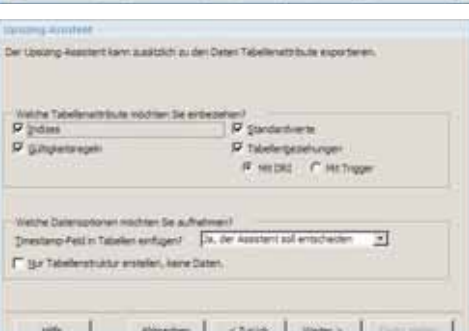 Upsizing-Assistent
Der Upsizing-Assistent kann zusätzlich zu den Daten Tabellenattribute exportieren.
Welche Tabellenattribute möchten Sie einbeziehen?
Indizes
Standardwerte
Gültigkeitsregeln
Tabellenbeziehungen
Mit DRI
Mit Trigger
Welche Datenoptionen möchten Sie aufnehmen?
Timestamp-Feld in Tabellen einfügen?
Ja, der Assistent soll entscheiden
Nur Tabellenstruktur erstellen, keine Daten.
Hilfe
Abbrechen
< Zurück
Weiter >